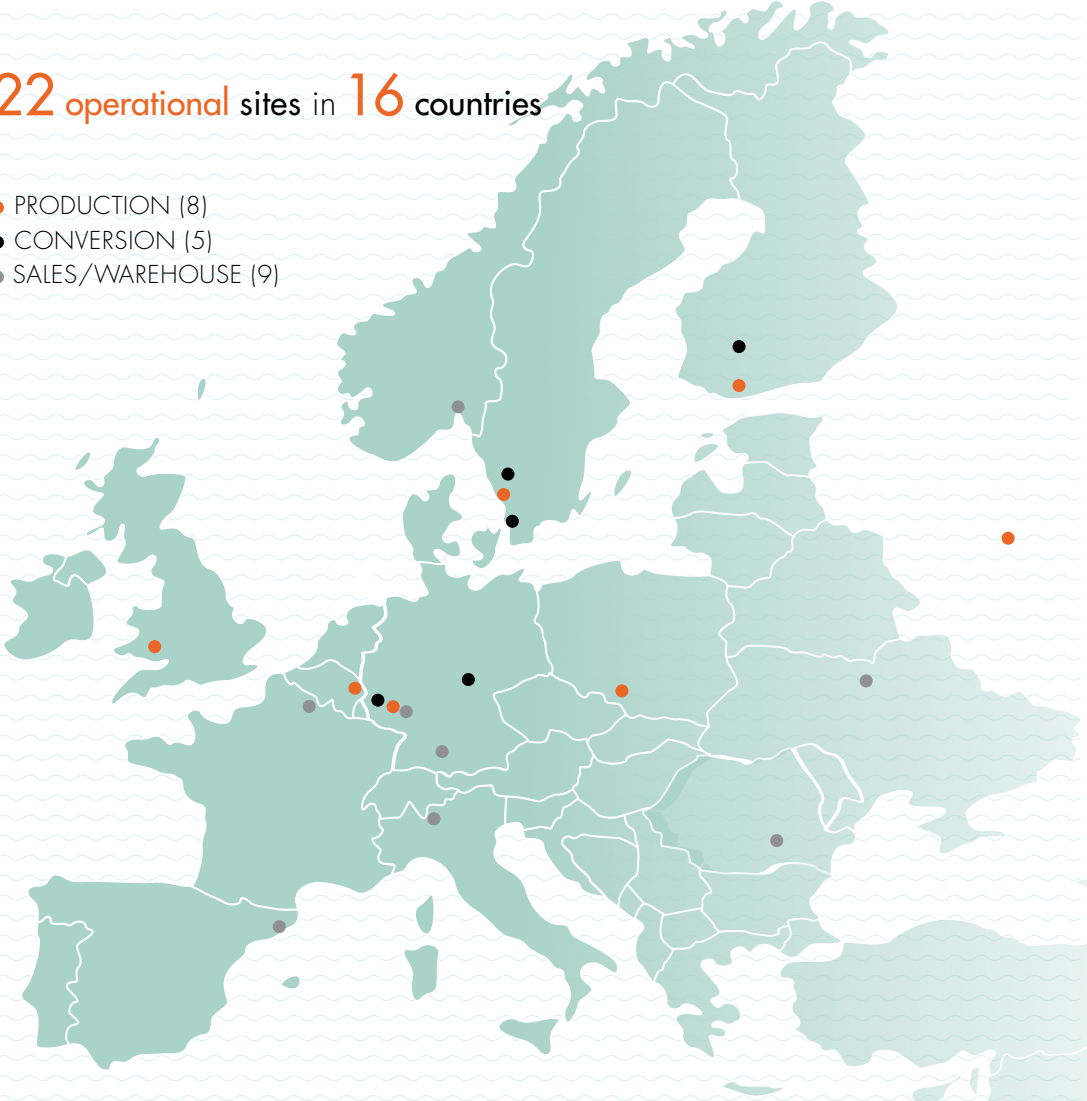 22 operational sites in 16 countries
PRODUCTION (8)
CONVERSION (5)
SALES/WAREHOUSE (9)